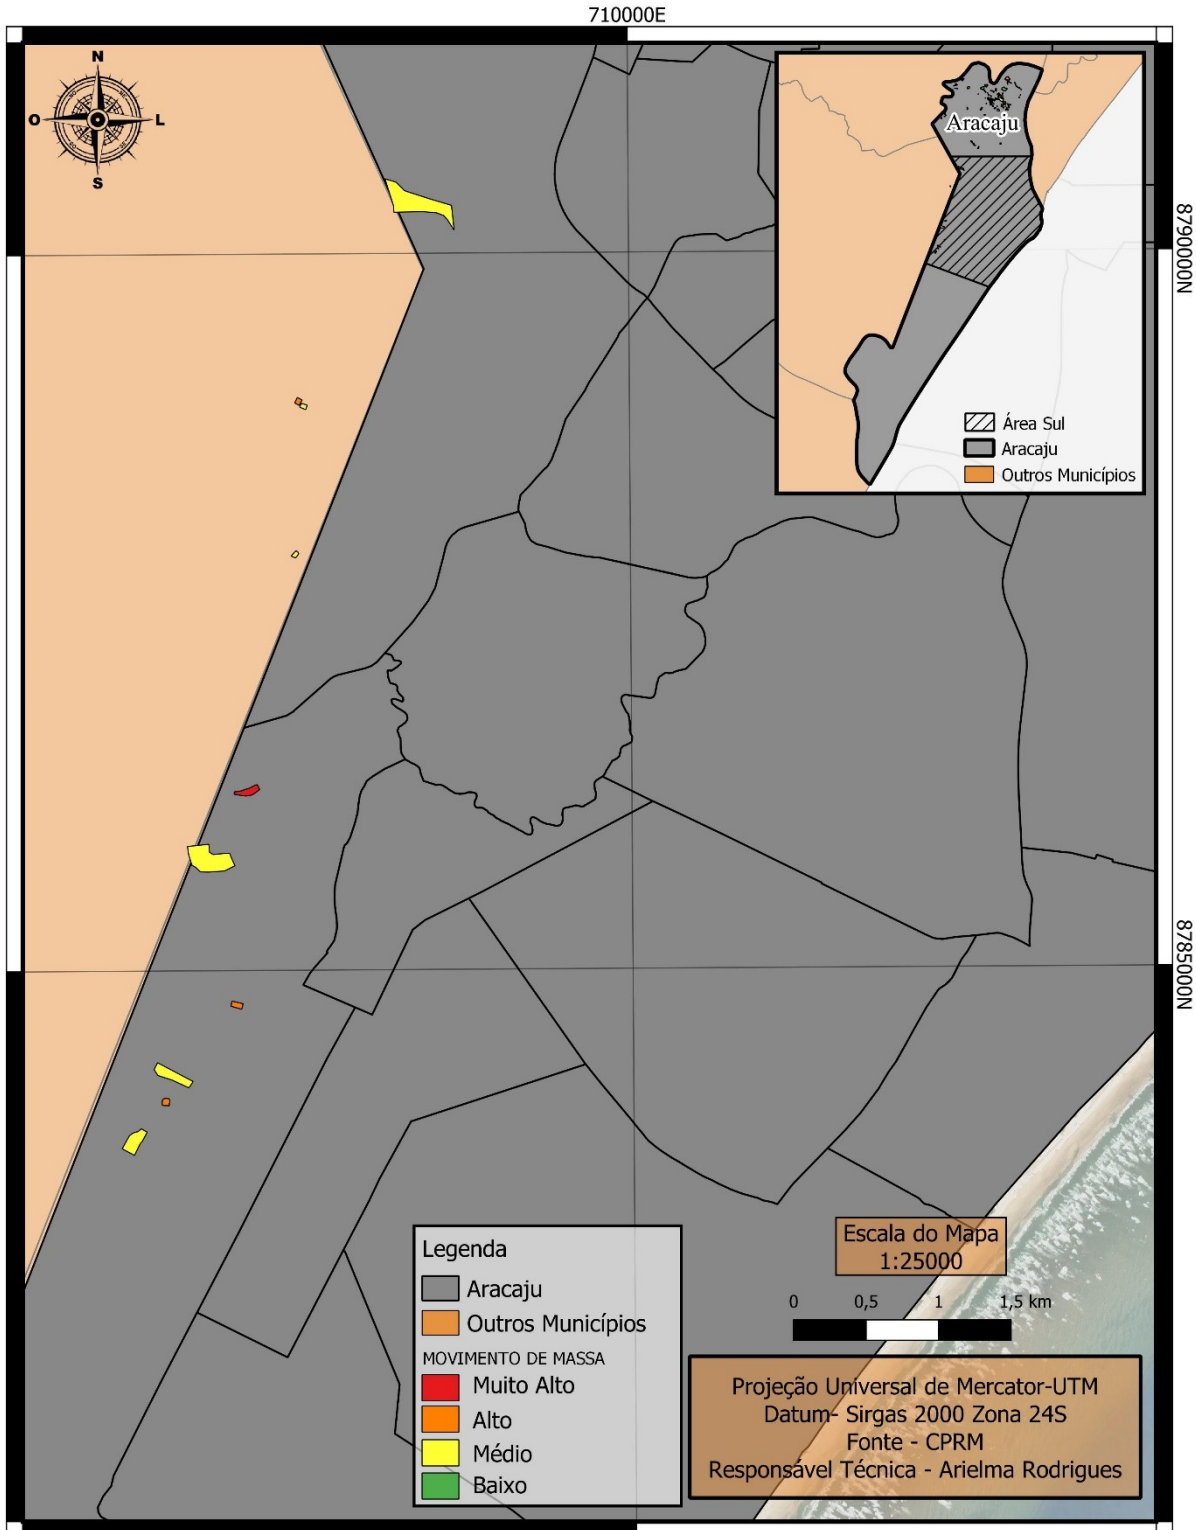 710000E
N
O
L
S
Aracaju
Área Sul
Aracaju
Outros Municípios
8790000N
8785000N
Legenda
Aracaju
Outros Municípios
MOVIMENTO DE MASSA
Muito Alto
Alto
Médio
Baixo
Escala do Mapa
1:25000
0 0,5 1 1,5 km
Projeção Universal de Mercator-UTM
Datum- Sirgas 2000 Zona 24S
Fonte - CPRM
Responsável Técnica - Arielma Rodrigues